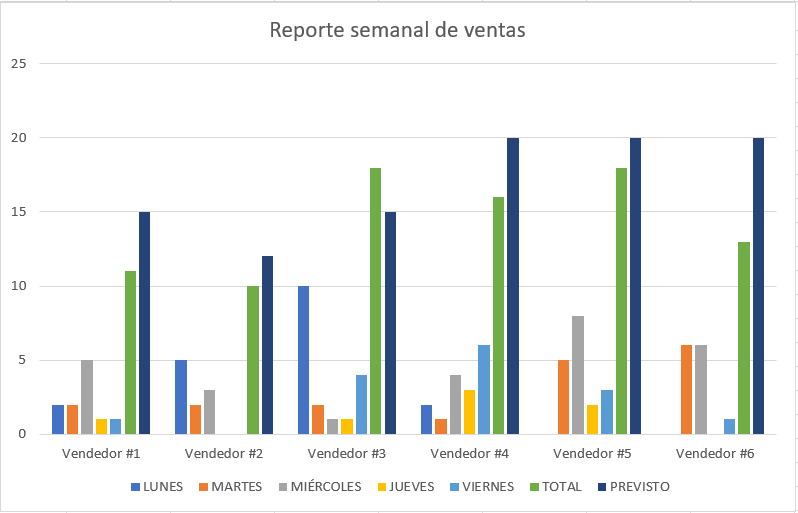 Reporte semanal de ventas
25
20
15
10
5
0
Vendedor #1 Vendedor #2 Vendedor #3 Vendedor #4 Vendedor #5 Vendedor #6
LUNES MARTES MIÉRCOLES JUEVES VIERNES TOTAL PREVISTO